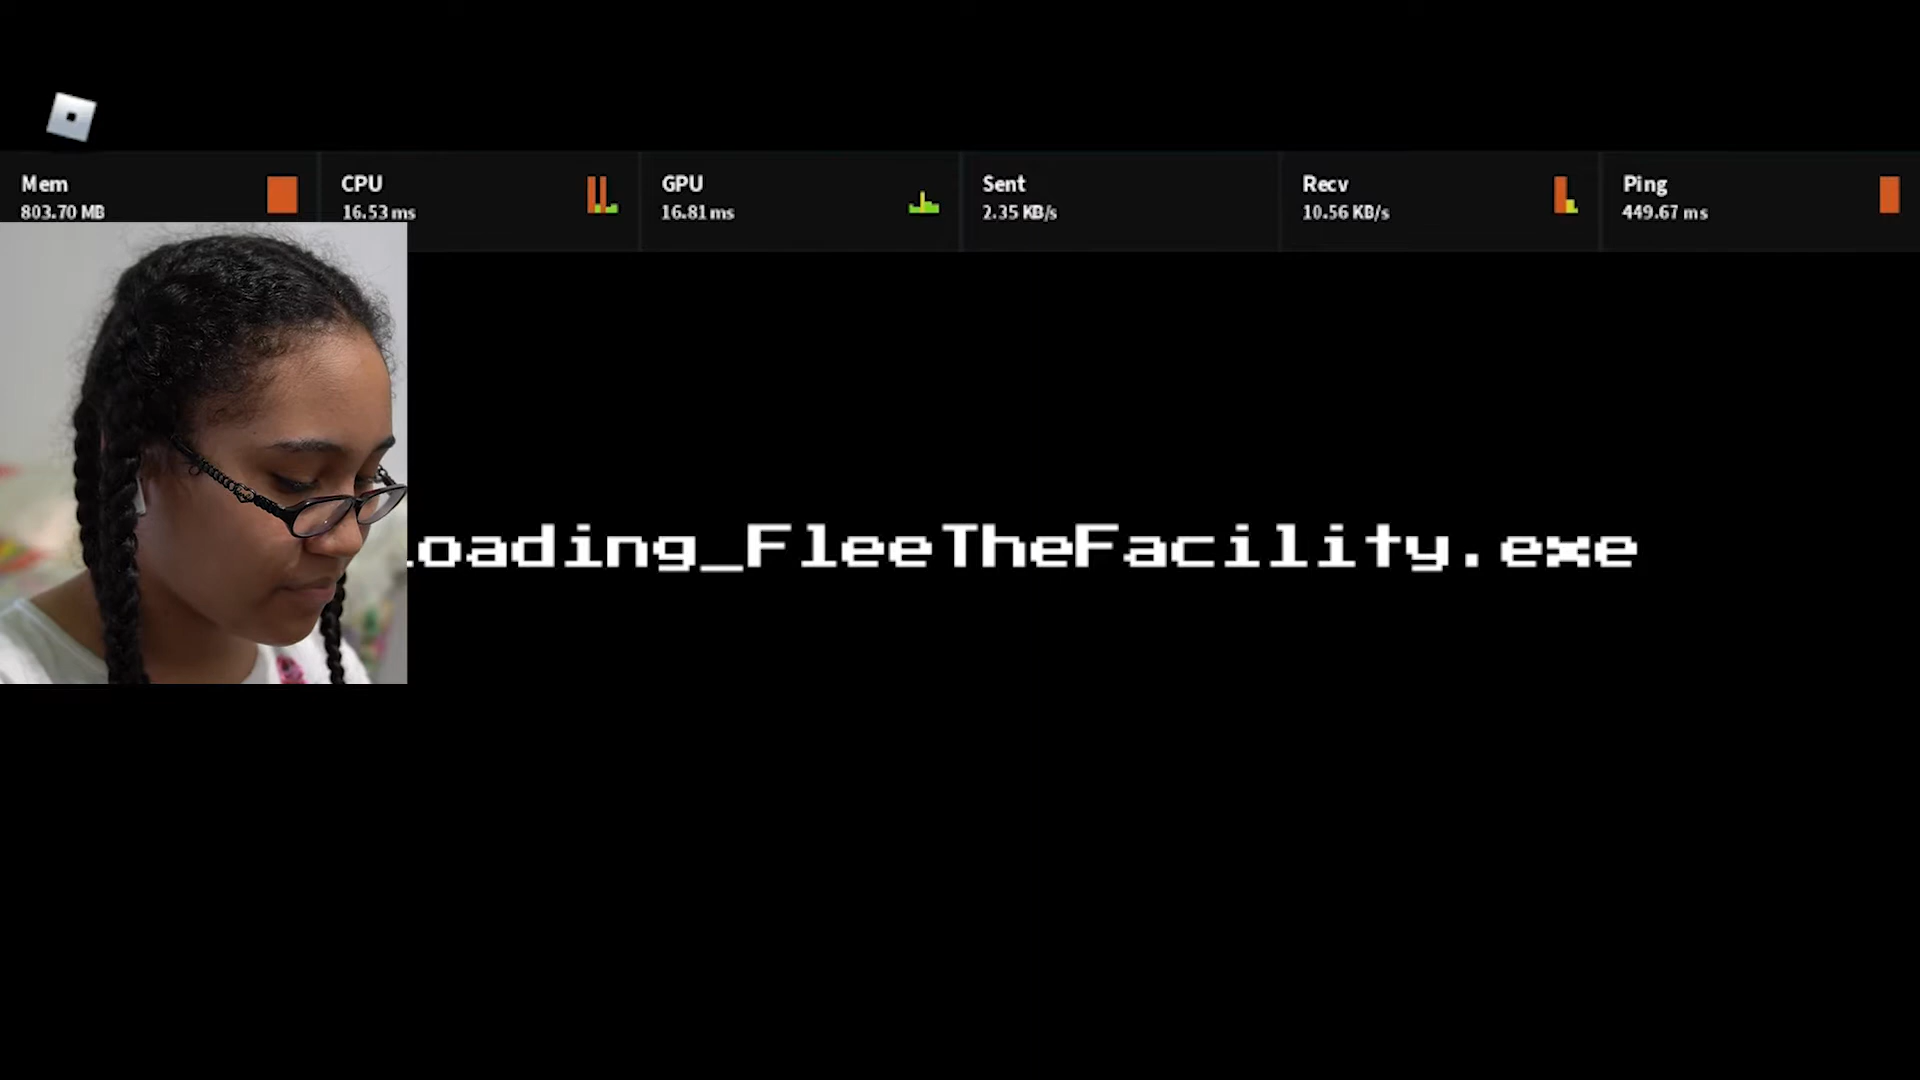 Mem CPU GPU Sent Recv Ping
803.70 MB 16.53 ms 16.81 ms 2.35 KB/s 10.56 KB/s 449.67 ms
oading_FleeTheFacility.exe